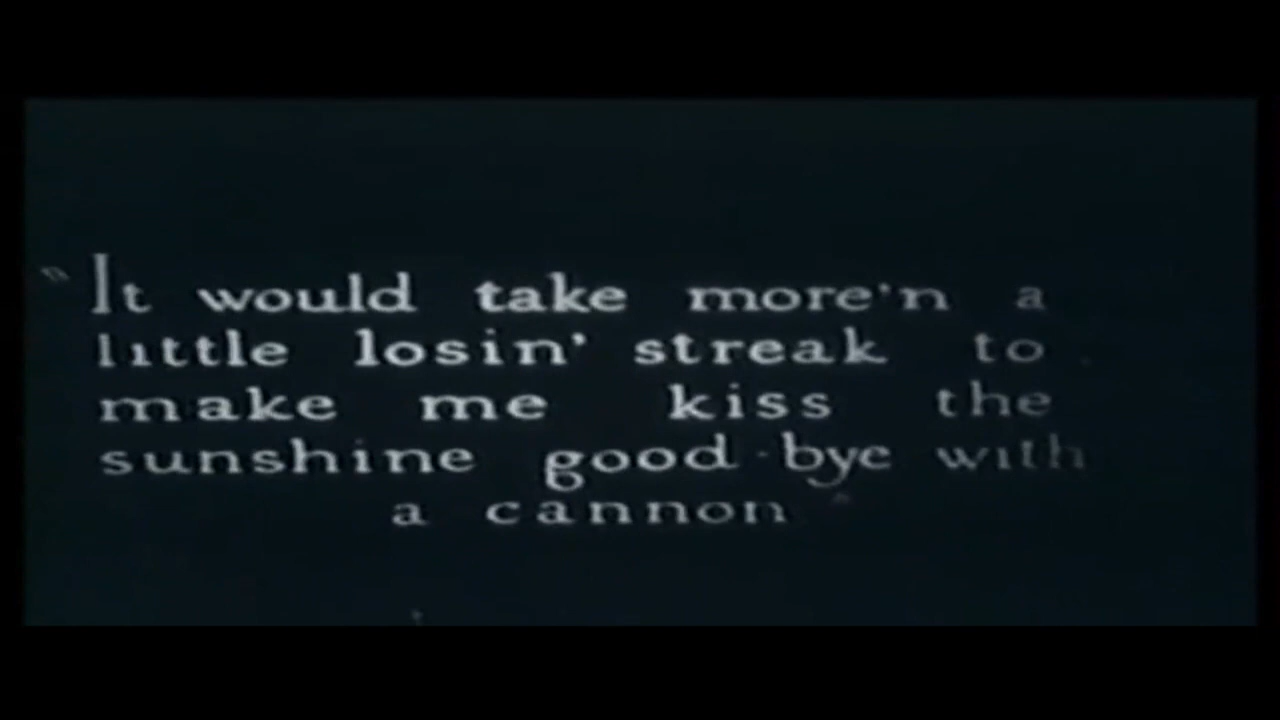 "It would take more'n a
little losin' streak to
make me kiss the
sunshine good-bye with
a cannon"